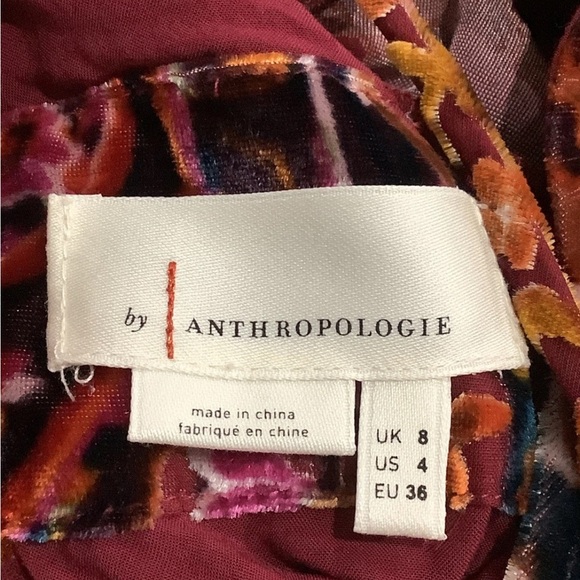 by ANTHROPOLOGIE
made in china
fabriqué en chine
UK 8
US 4
EU 36